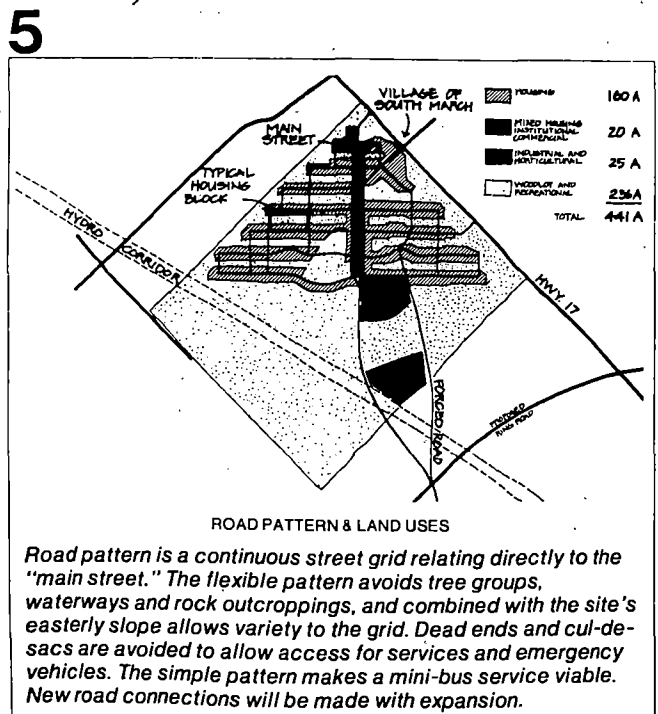 5
VILLAGE OF
SOUTH MARCH
MAIN
STREET
TYPICAL
HOUSING
BLOCK
HYDRO CORRIDOR
HOUSING 160 A
MIXED HOUSING
INSTITUTIONAL
COMMERCIAL 20 A
INDUSTRIAL AND
HORTICULTURAL 25 A
WOODLOT AND
RECREATIONAL 236A
TOTAL 441 A
HWY. 17
FORCED ROAD
PROPOSED
RING ROAD
ROAD PATTERN & LAND USES
Road pattern is a continuous street grid relating directly to the
"main street." The flexible pattern avoids tree groups,
waterways and rock outcroppings, and combined with the site's
easterly slope allows variety to the grid. Dead ends and cul-de-
sacs are avoided to allow access for services and emergency
vehicles. The simple pattern makes a mini-bus service viable.
New road connections will be made with expansion.